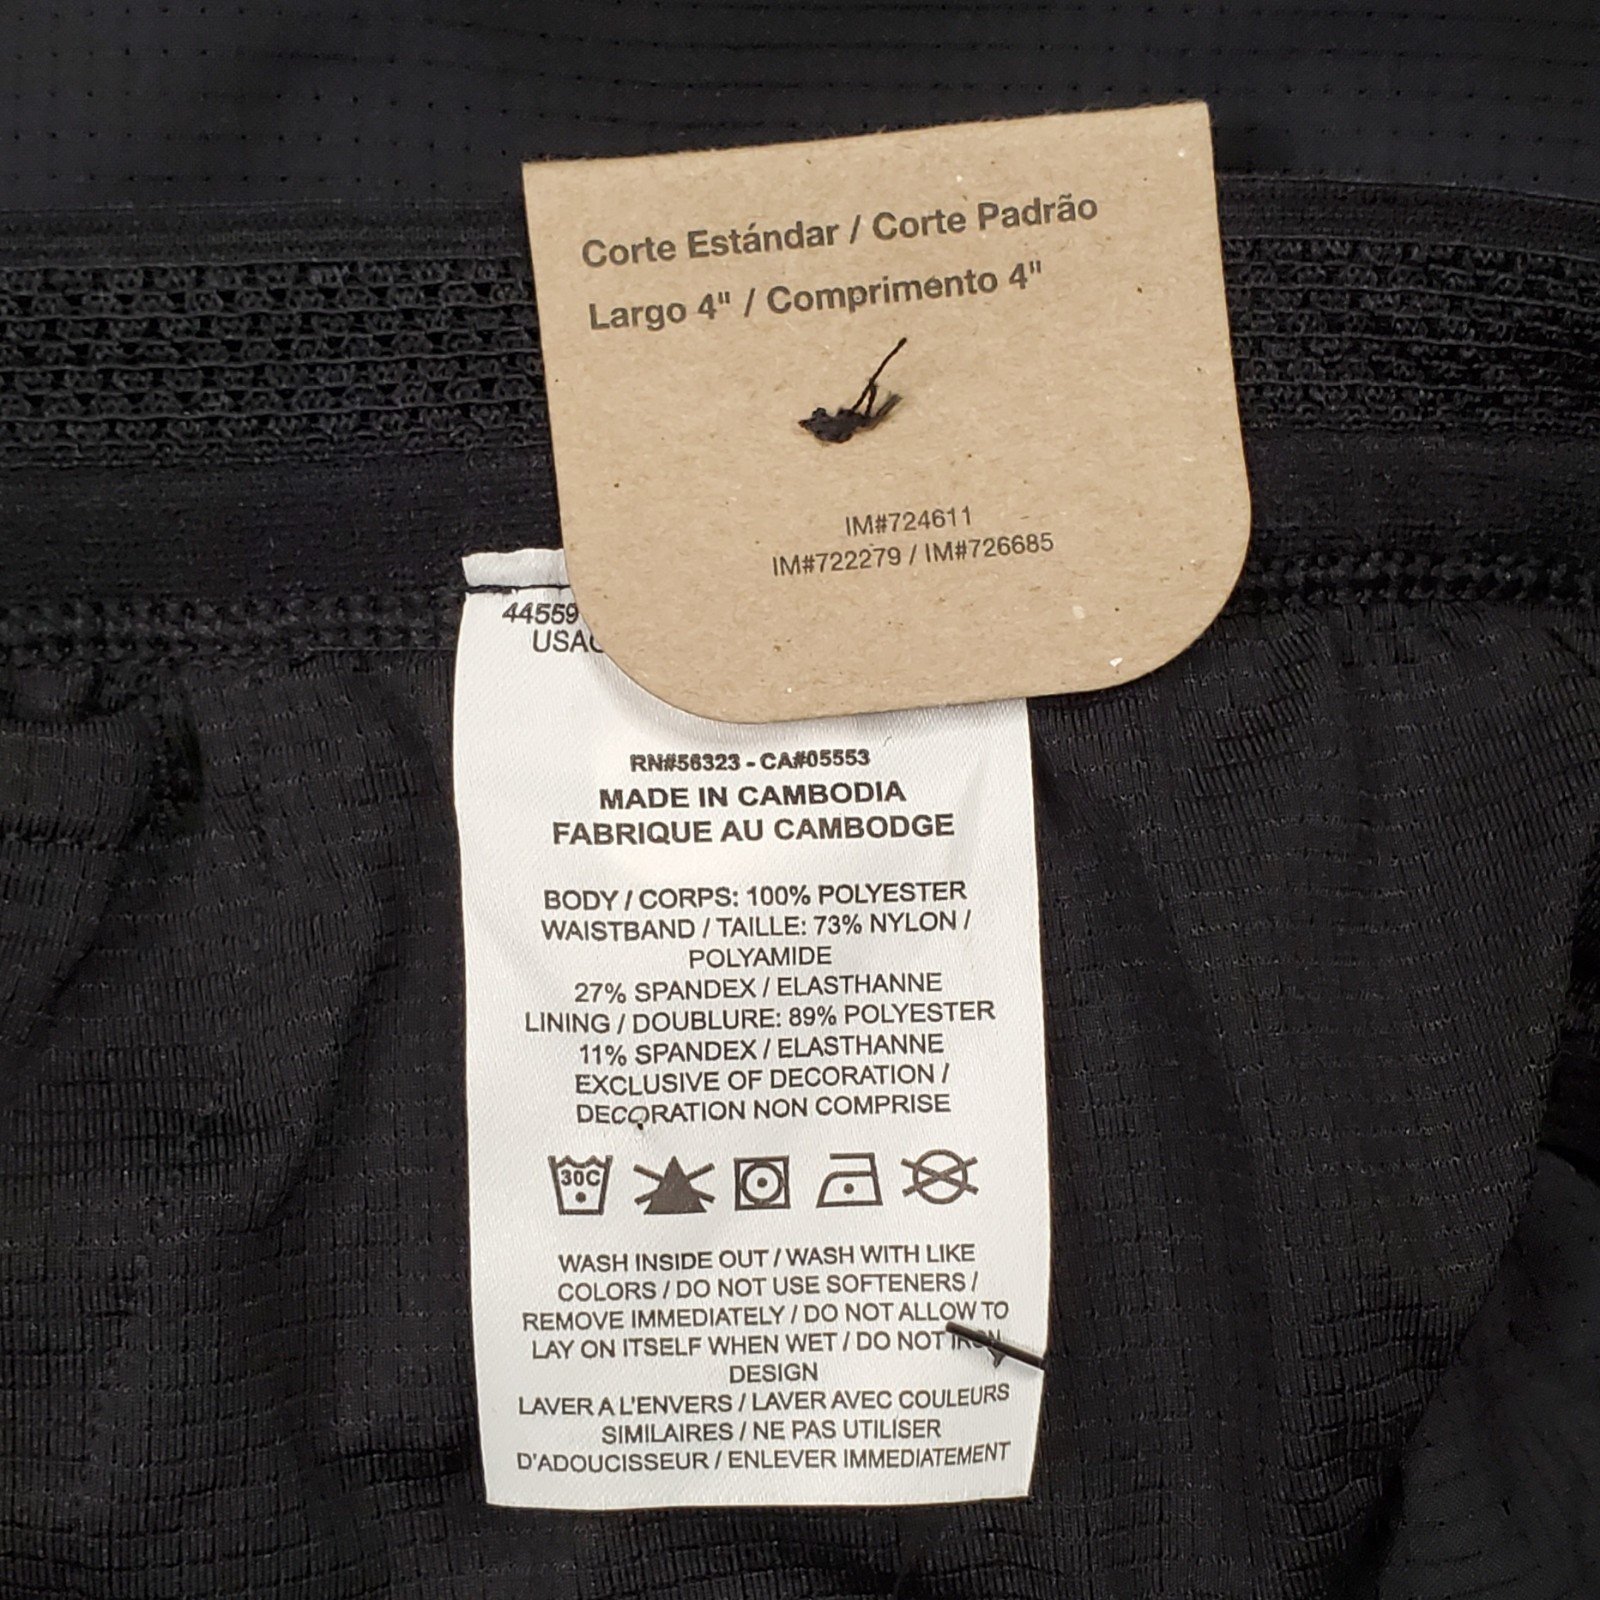 Corte Estándar / Corte Padrão
Largo 4" / Comprimento 4"
IM#724611
IM#722279 / IM#726685
RN#56323 - CA#05553
MADE IN CAMBODIA
FABRIQUE AU CAMBODGE
BODY / CORPS: 100% POLYESTER
WAISTBAND / TAILLE: 73% NYLON /
POLYAMIDE
27% SPANDEX / ELASTHANNE
LINING / DOUBLURE: 89% POLYESTER
11% SPANDEX / ELASTHANNE
EXCLUSIVE OF DECORATION /
DECORATION NON COMPRISE
30C
WASH INSIDE OUT / WASH WITH LIKE
COLORS / DO NOT USE SOFTENERS /
REMOVE IMMEDIATELY / DO NOT ALLOW TO
LAY ON ITSELF WHEN WET / DO NOT IRON
DESIGN
LAVER A L'ENVERS / LAVER AVEC COULEURS
SIMILAIRES / NE PAS UTILISER
D'ADOUCISSEUR / ENLEVER IMMEDIATEMENT